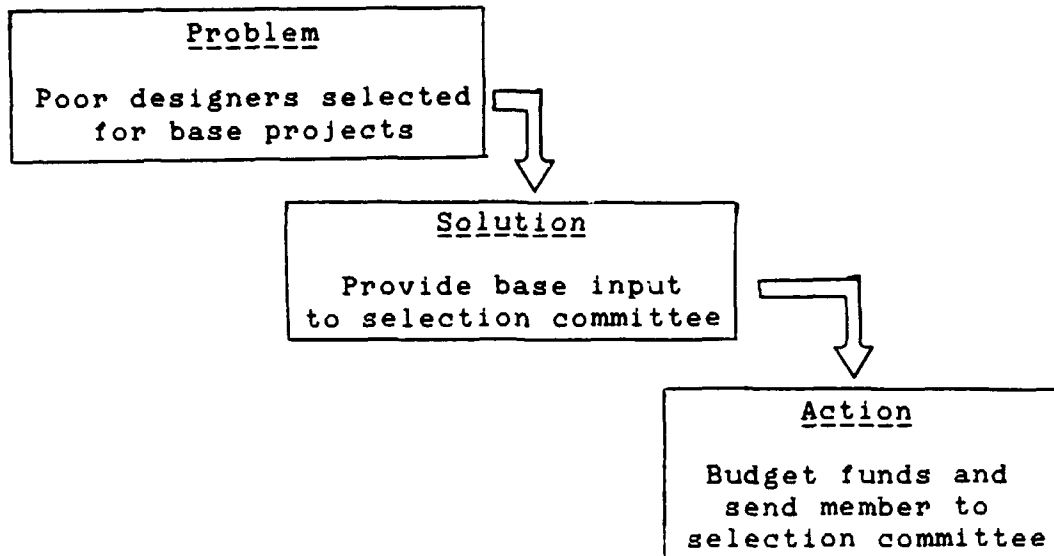 Problem
Poor designers selected
for base projects
Solution
Provide base input
to selection committee
Action
Budget funds and
send member to
selection committee